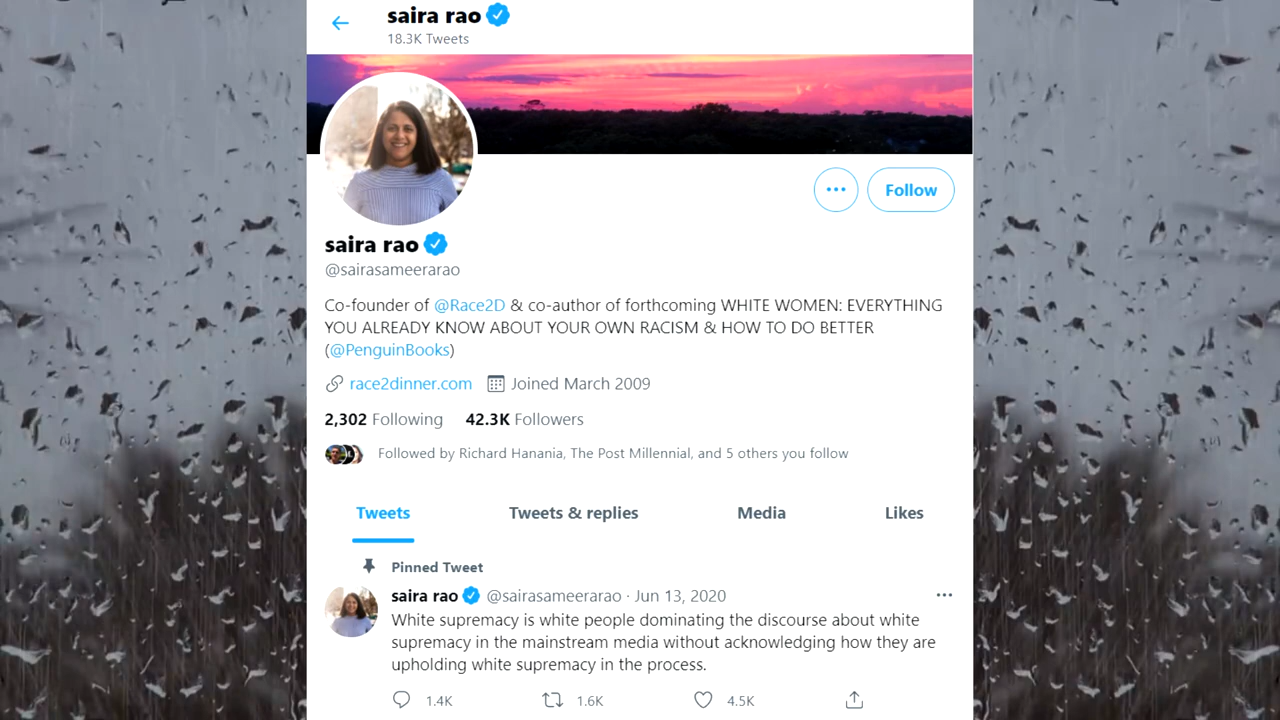 saira rao
18.3K Tweets
Follow
saira rao
@sairasameerarao
Co-founder of @Race2D & co-author of forthcoming WHITE WOMEN: EVERYTHING
YOU ALREADY KNOW ABOUT YOUR OWN RACISM & HOW TO DO BETTER
(@PenguinBooks)
race2dinner.com Joined March 2009
2,302 Following 42.3K Followers
Followed by Richard Hanania, The Post Millennial, and 5 others you follow
Tweets Tweets & replies Media Likes
Pinned Tweet
saira rao @sairasameerarao · Jun 13, 2020
White supremacy is white people dominating the discourse about white
supremacy in the mainstream media without acknowledging how they are
upholding white supremacy in the process.
1.4K 1.6K 4.5K